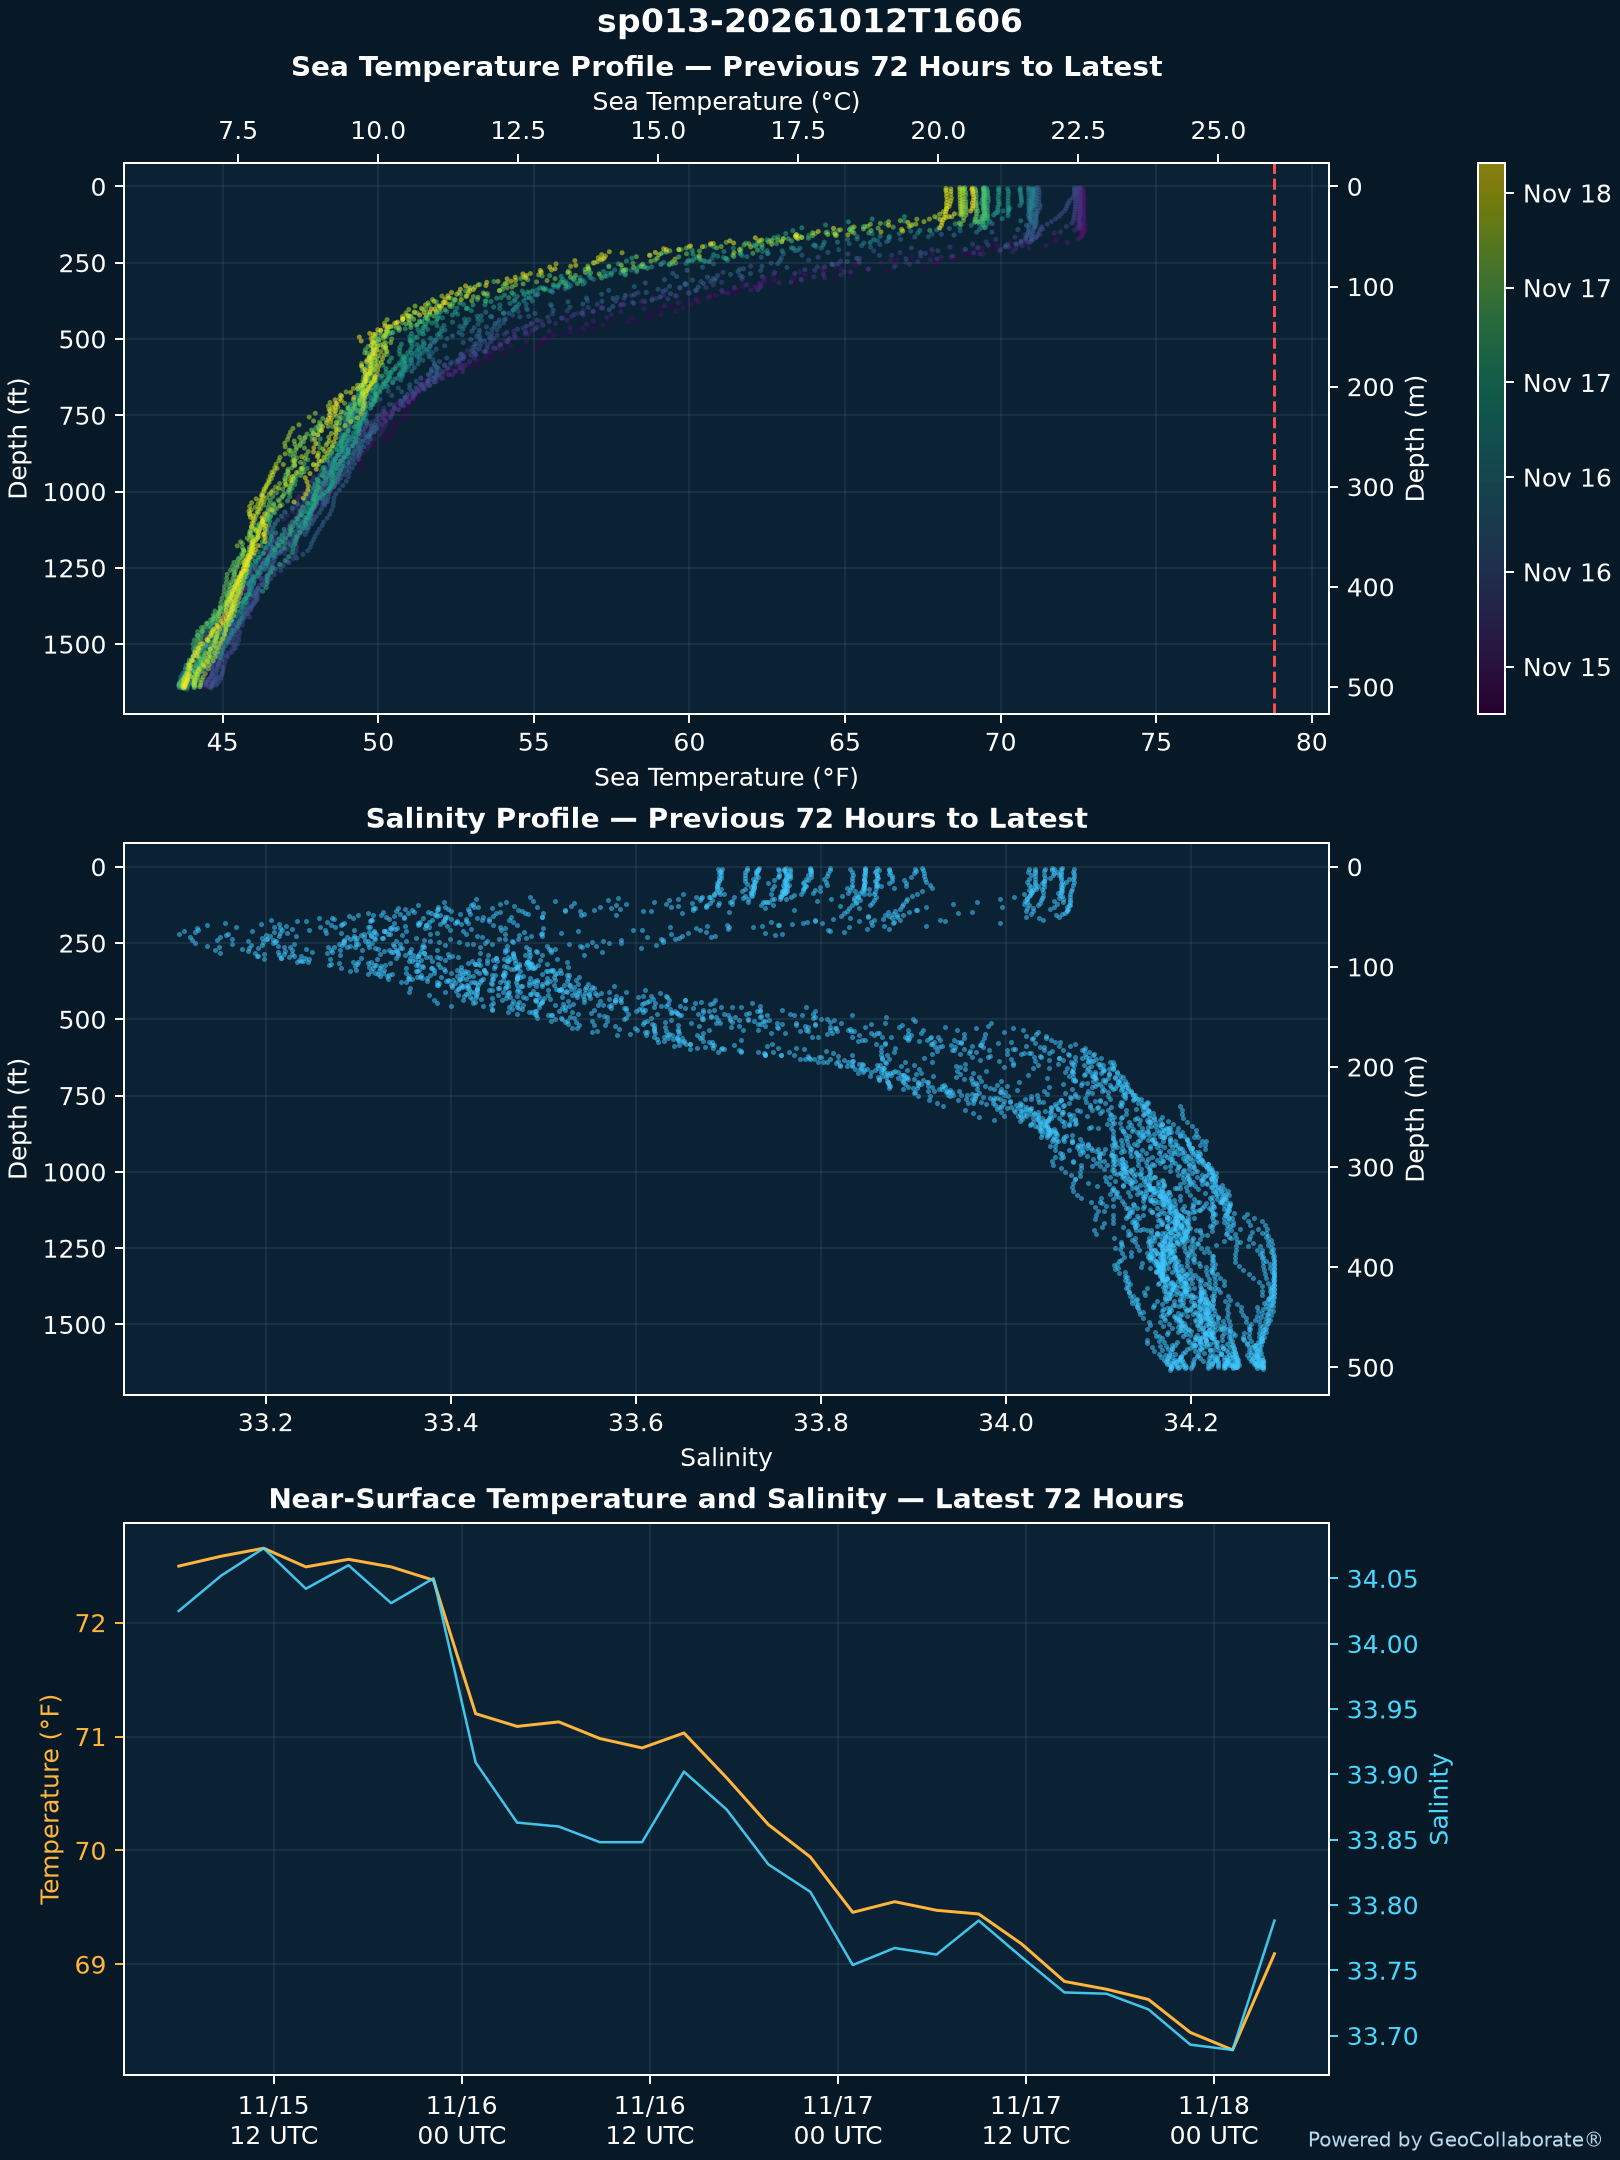 sp013-20261012T1606
Sea Temperature Profile — Previous 72 Hours to Latest
Sea Temperature (°C)
7.5 10.0 12.5 15.0 17.5 20.0 22.5 25.0
0
250
500
750
1000
1250
1500
Depth (ft)
0
100
200
300
400
500
Depth (m)
45 50 55 60 65 70 75 80
Sea Temperature (°F)
Nov 18
Nov 17
Nov 17
Nov 16
Nov 16
Nov 15
Salinity Profile — Previous 72 Hours to Latest
0
250
500
750
1000
1250
1500
Depth (ft)
0
100
200
300
400
500
Depth (m)
33.2 33.4 33.6 33.8 34.0 34.2
Salinity
Near-Surface Temperature and Salinity — Latest 72 Hours
72
71
70
69
Temperature (°F)
34.05
34.00
33.95
33.90
33.85
33.80
33.75
33.70
Salinity
11/15 11/16 11/16 11/17 11/17 11/18
12 UTC 00 UTC 12 UTC 00 UTC 12 UTC 00 UTC
Powered by GeoCollaborate®